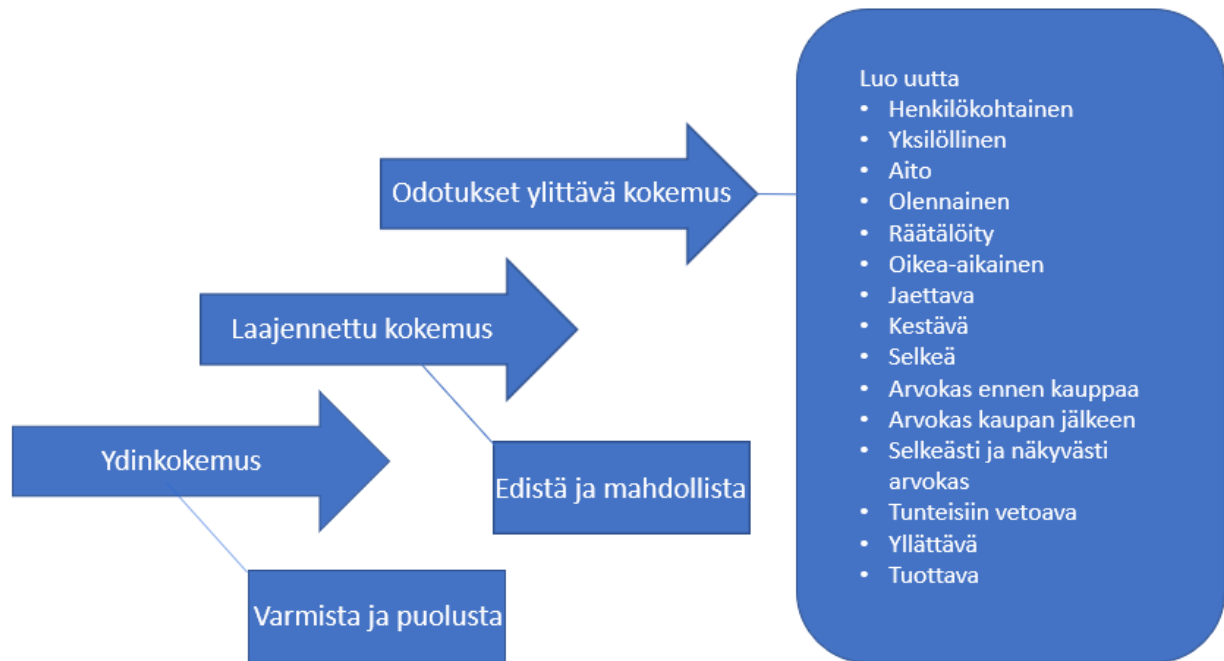 Luo uutta
• Henkilökohtainen
• Yksilöllinen
• Aito
• Olennainen
• Räätälöity
• Oikea-aikainen
• Jaettava
• Kestävä
• Selkeä
• Arvokas ennen kauppaa
• Arvokas kaupan jälkeen
• Selkeästi ja näkyvästi
arvokas
• Tunteisiin vetoava
• Yllättävä
• Tuottava
Odotukset ylittävä kokemus
Laajennettu kokemus
Edistä ja mahdollista
Ydinkokemus
Varmista ja puolusta